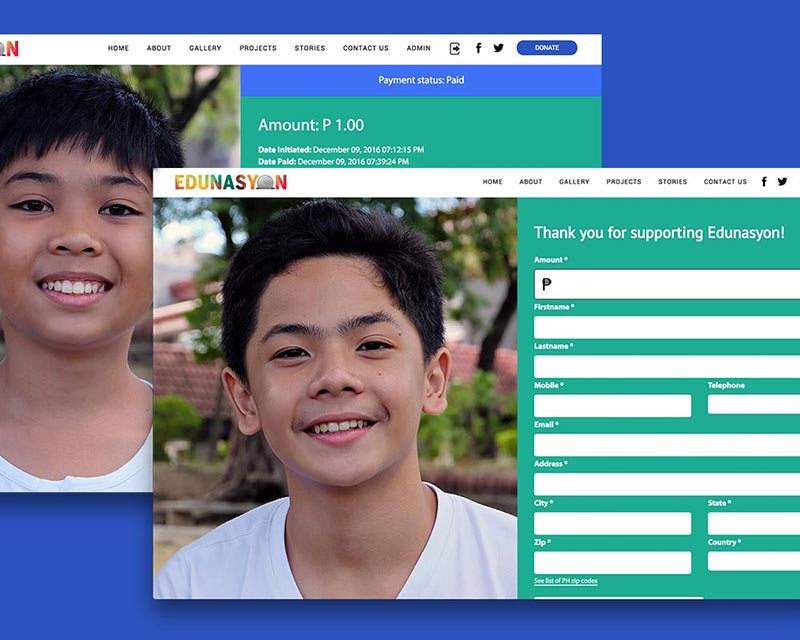 HOME ABOUT GALLERY PROJECTS STORIES CONTACT US ADMIN DONATE
Payment status: Paid
Amount: P 1.00
Date Initiated: December 09, 2016 07:12:15 PM
Date Paid: December 09, 2016 07:39:24 PM
EDUNASYON HOME ABOUT GALLERY PROJECTS STORIES CONTACT US
Thank you for supporting Edunasyon!
Amount *
₱
Firstname *
Lastname *
Mobile * Telephone
Email *
Address *
City * State *
Zip * Country *
See list of PH zip codes